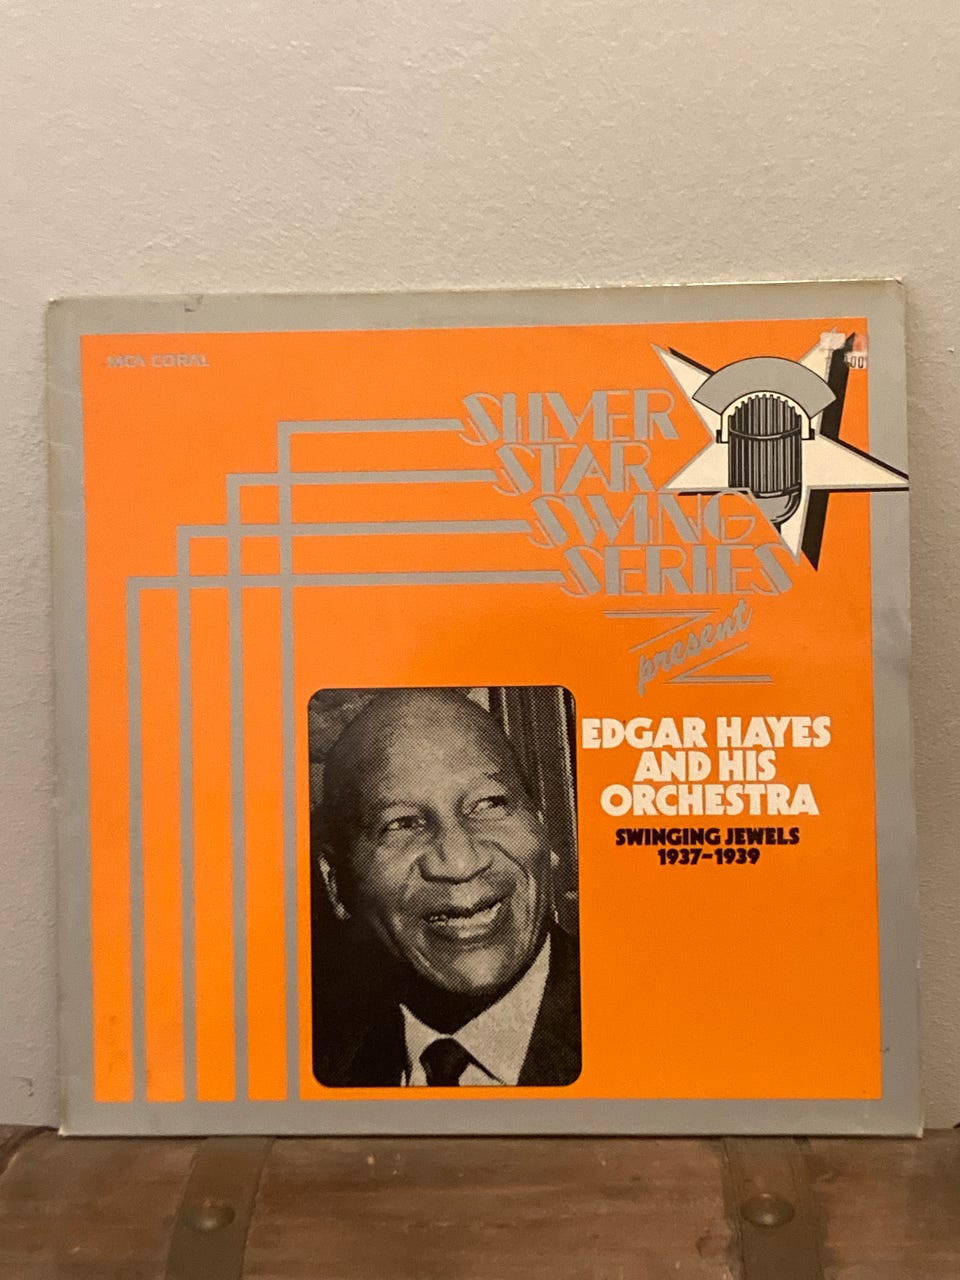 MCA CORAL
SILVER
STAR
SWING
SERIES
present
EDGAR HAYES
AND HIS
ORCHESTRA
SWINGING JEWELS
1937-1939